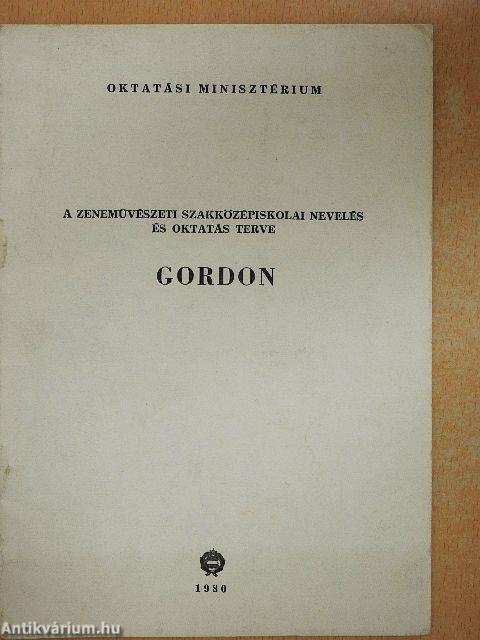 OKTATÁSI MINISZTÉRIUM
A ZENEMŰVÉSZETI SZAKKÖZÉPISKOLAI NEVELÉS
ÉS OKTATÁS TERVE
GORDON
1980
Antikvárium.hu